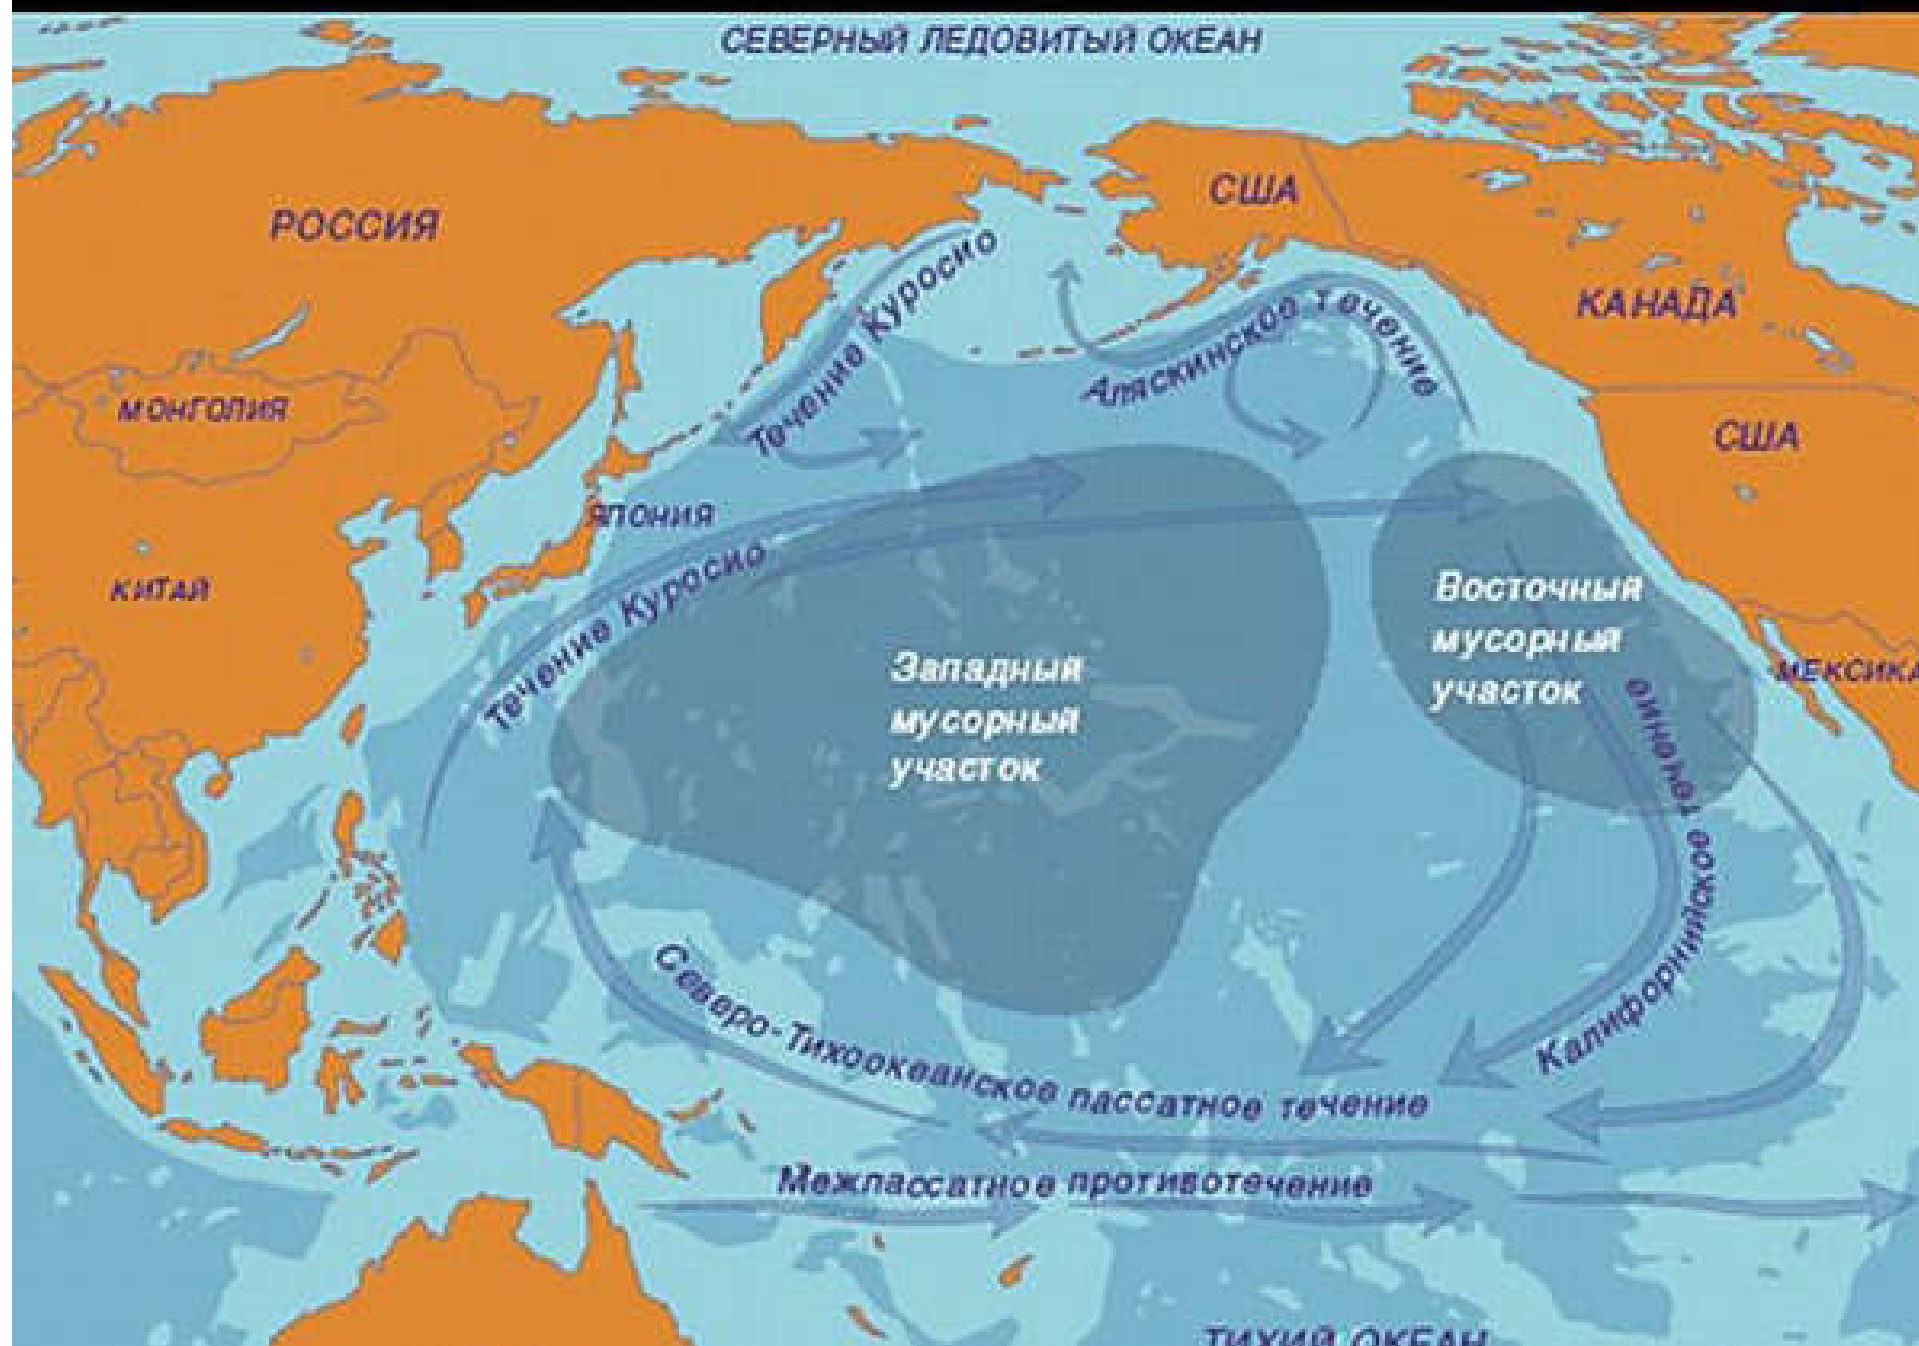 СЕВЕРНЫЙ ЛЕДОВИТЫЙ ОКЕАН
США
РОССИЯ
Течение Куросио
КАНАДА
Аляскинское течение
МОНГОЛИЯ
США
ЯПОНИЯ
КИТАЙ
Течение Куросио
Восточный
мусорный
участок
Западный
мусорный
участок
МЕКСИКА
Калифорнийское течение
Северо-Тихоокеанское пассатное течение
Межпассатное противотечение
ТИХИЙ ОКЕАН